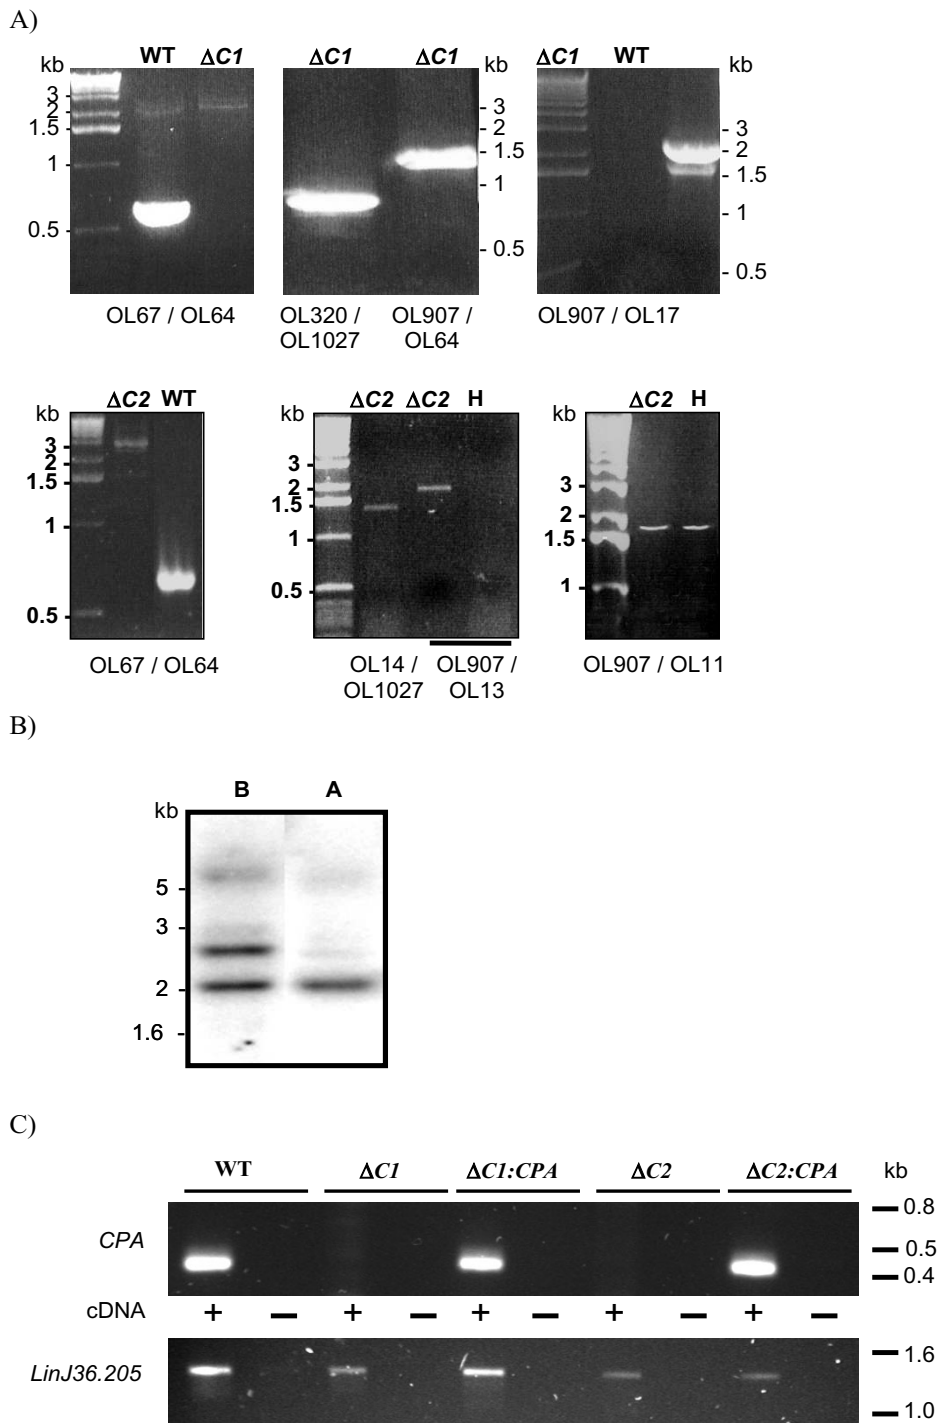 A)
WT ΔC1
kb
3
2
1.5
1
0.5
OL67 / OL64
ΔC1 ΔC1
kb
3
2
1.5
1
0.5
OL320 / OL907 /
OL1027 OL64
ΔC1 WT
kb
3
2
1.5
1
0.5
OL907 / OL17
ΔC2 WT
kb
3
2
1.5
1
0.5
OL67 / OL64
ΔC2 ΔC2 H
kb
3
2
1.5
1
0.5
OL14 / OL907 /
OL1027 OL13
ΔC2 H
kb
3
2
1.5
1
OL907 / OL11
B)
B A
kb
5
3
2
1.6
C)
WT ΔC1 ΔC1:CPA ΔC2 ΔC2:CPA kb
CPA
0.8
0.5
0.4
cDNA + − + − + − + − + −
LinJ36.205
1.6
1.0